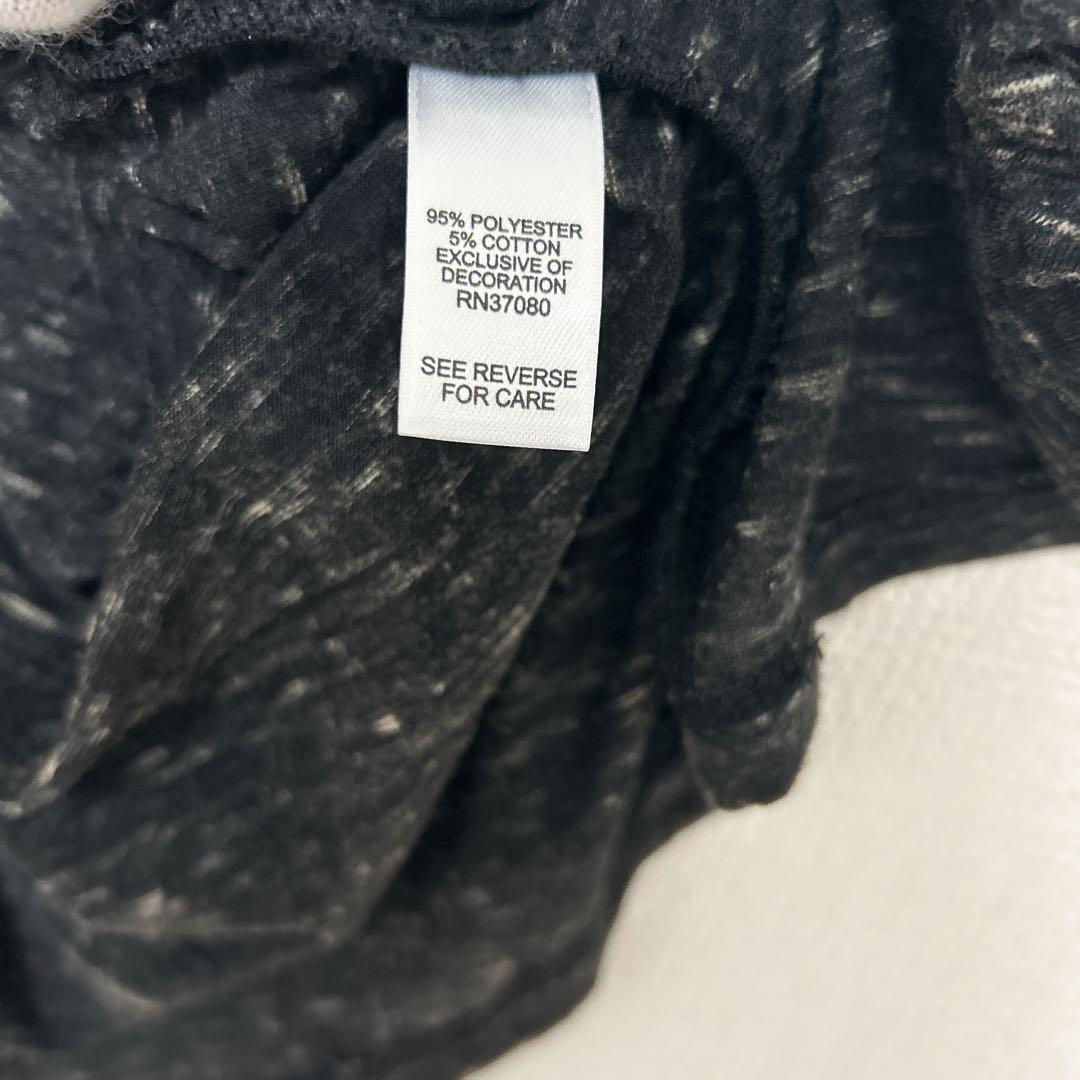 95% POLYESTER
5% COTTON
EXCLUSIVE OF
DECORATION
RN37080
SEE REVERSE
FOR CARE